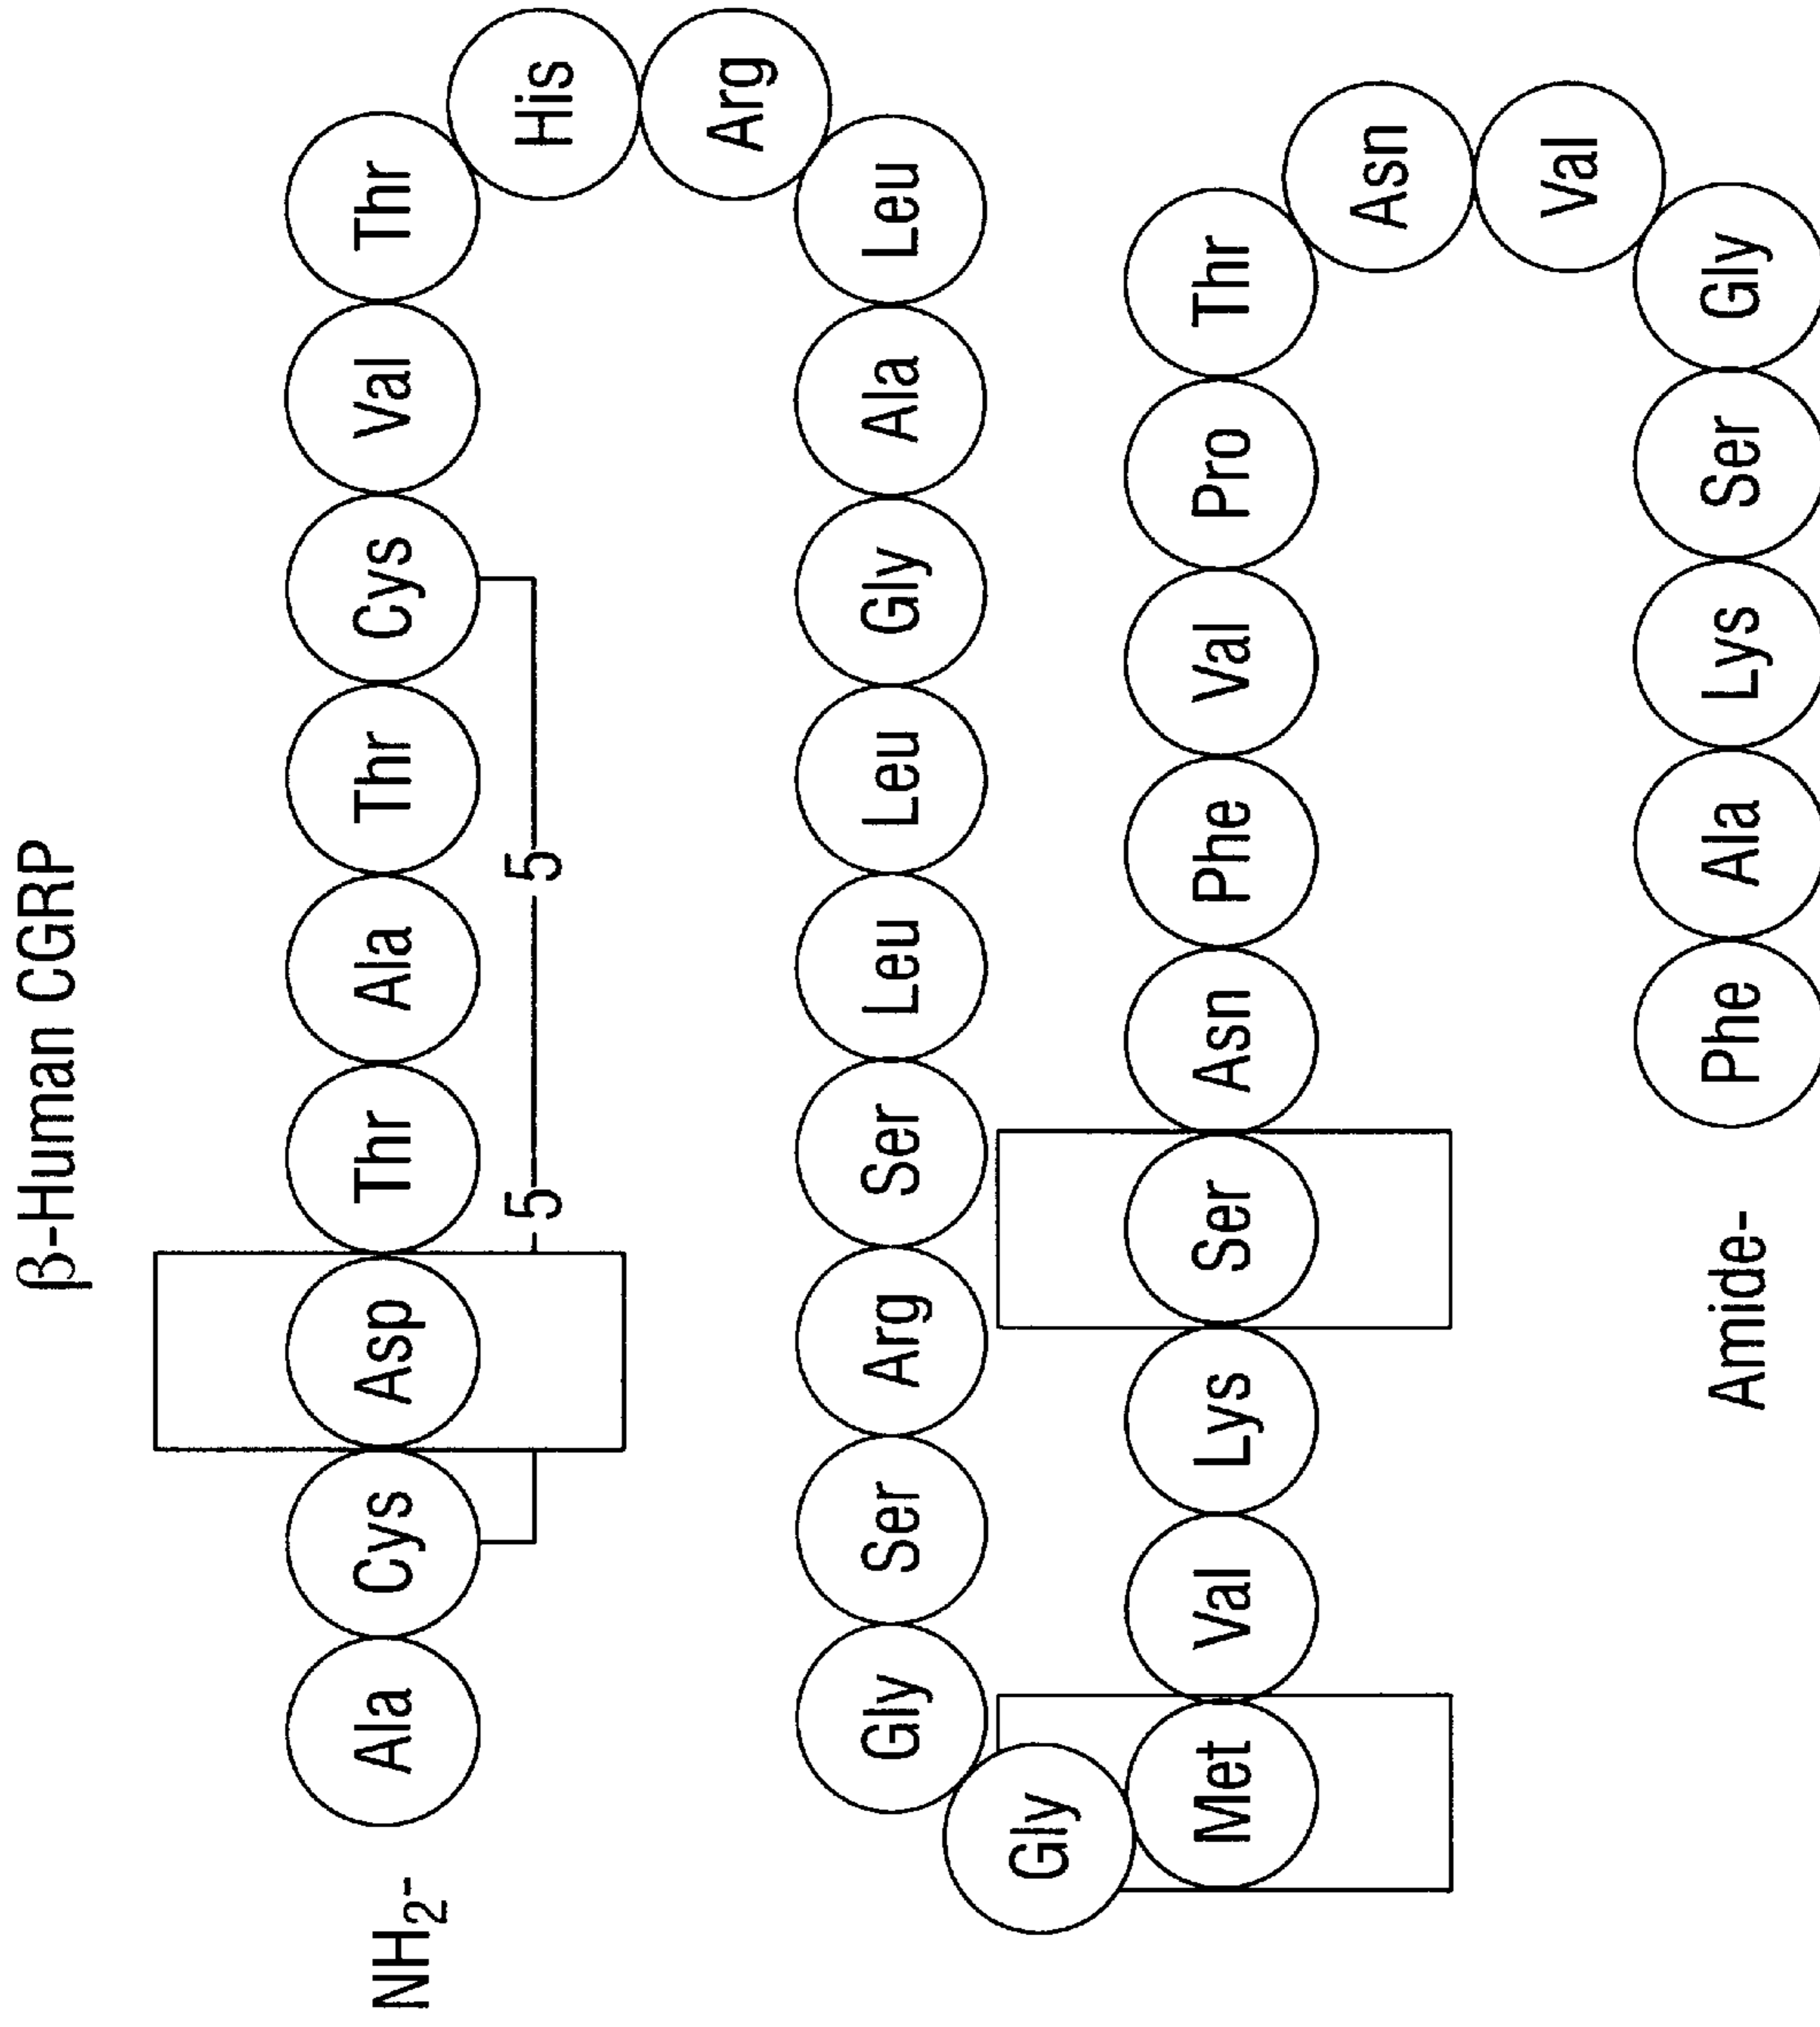 β-Human CGRP
NH2- Ala Cys Asp Thr Ala Thr Cys Val Thr
His
5 5
Arg
Gly Ser Arg Ser Leu Leu Gly Ala Leu
Gly
Met Val Lys Ser Asn Phe Val Pro Thr
Asn
Val
Amide- Phe Ala Lys Ser Gly